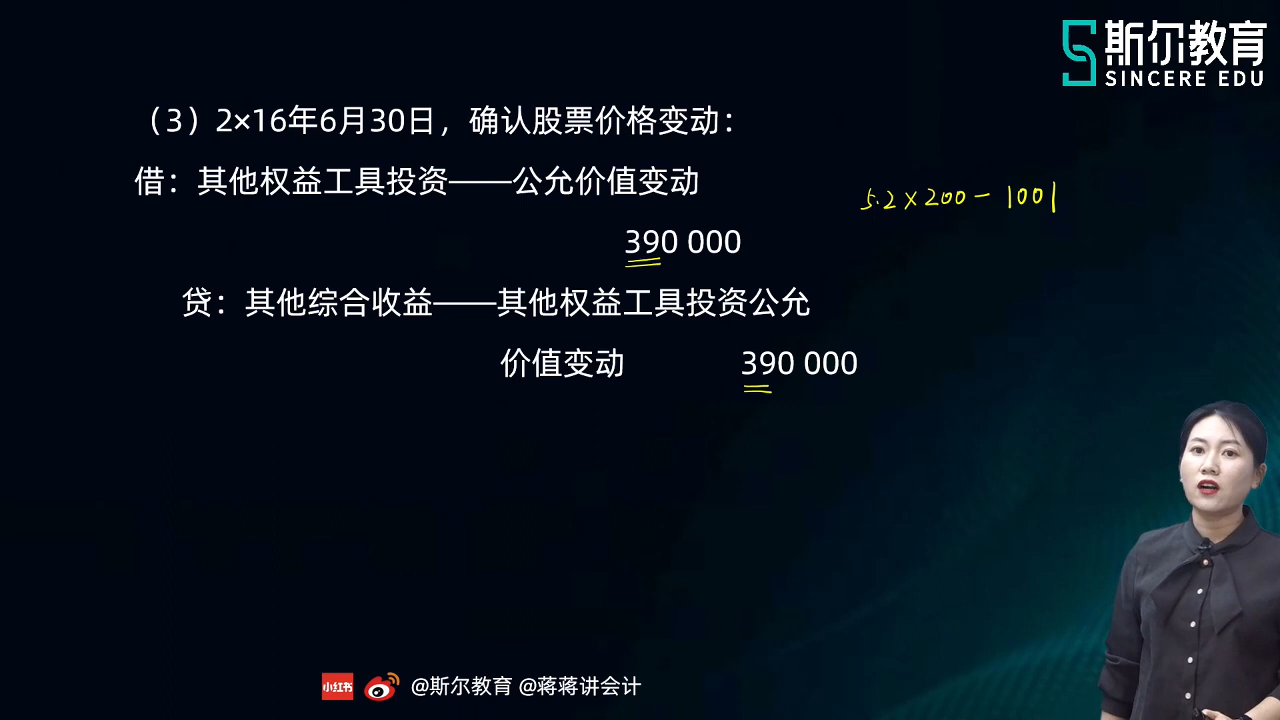 斯尔教育
SINCERE EDU
（3）2×16年6月30日，确认股票价格变动：
借：其他权益工具投资——公允价值变动
5.2×200-1001
390 000
贷：其他综合收益——其他权益工具投资公允
价值变动 390 000
小红书 @斯尔教育 @蒋蒋讲会计